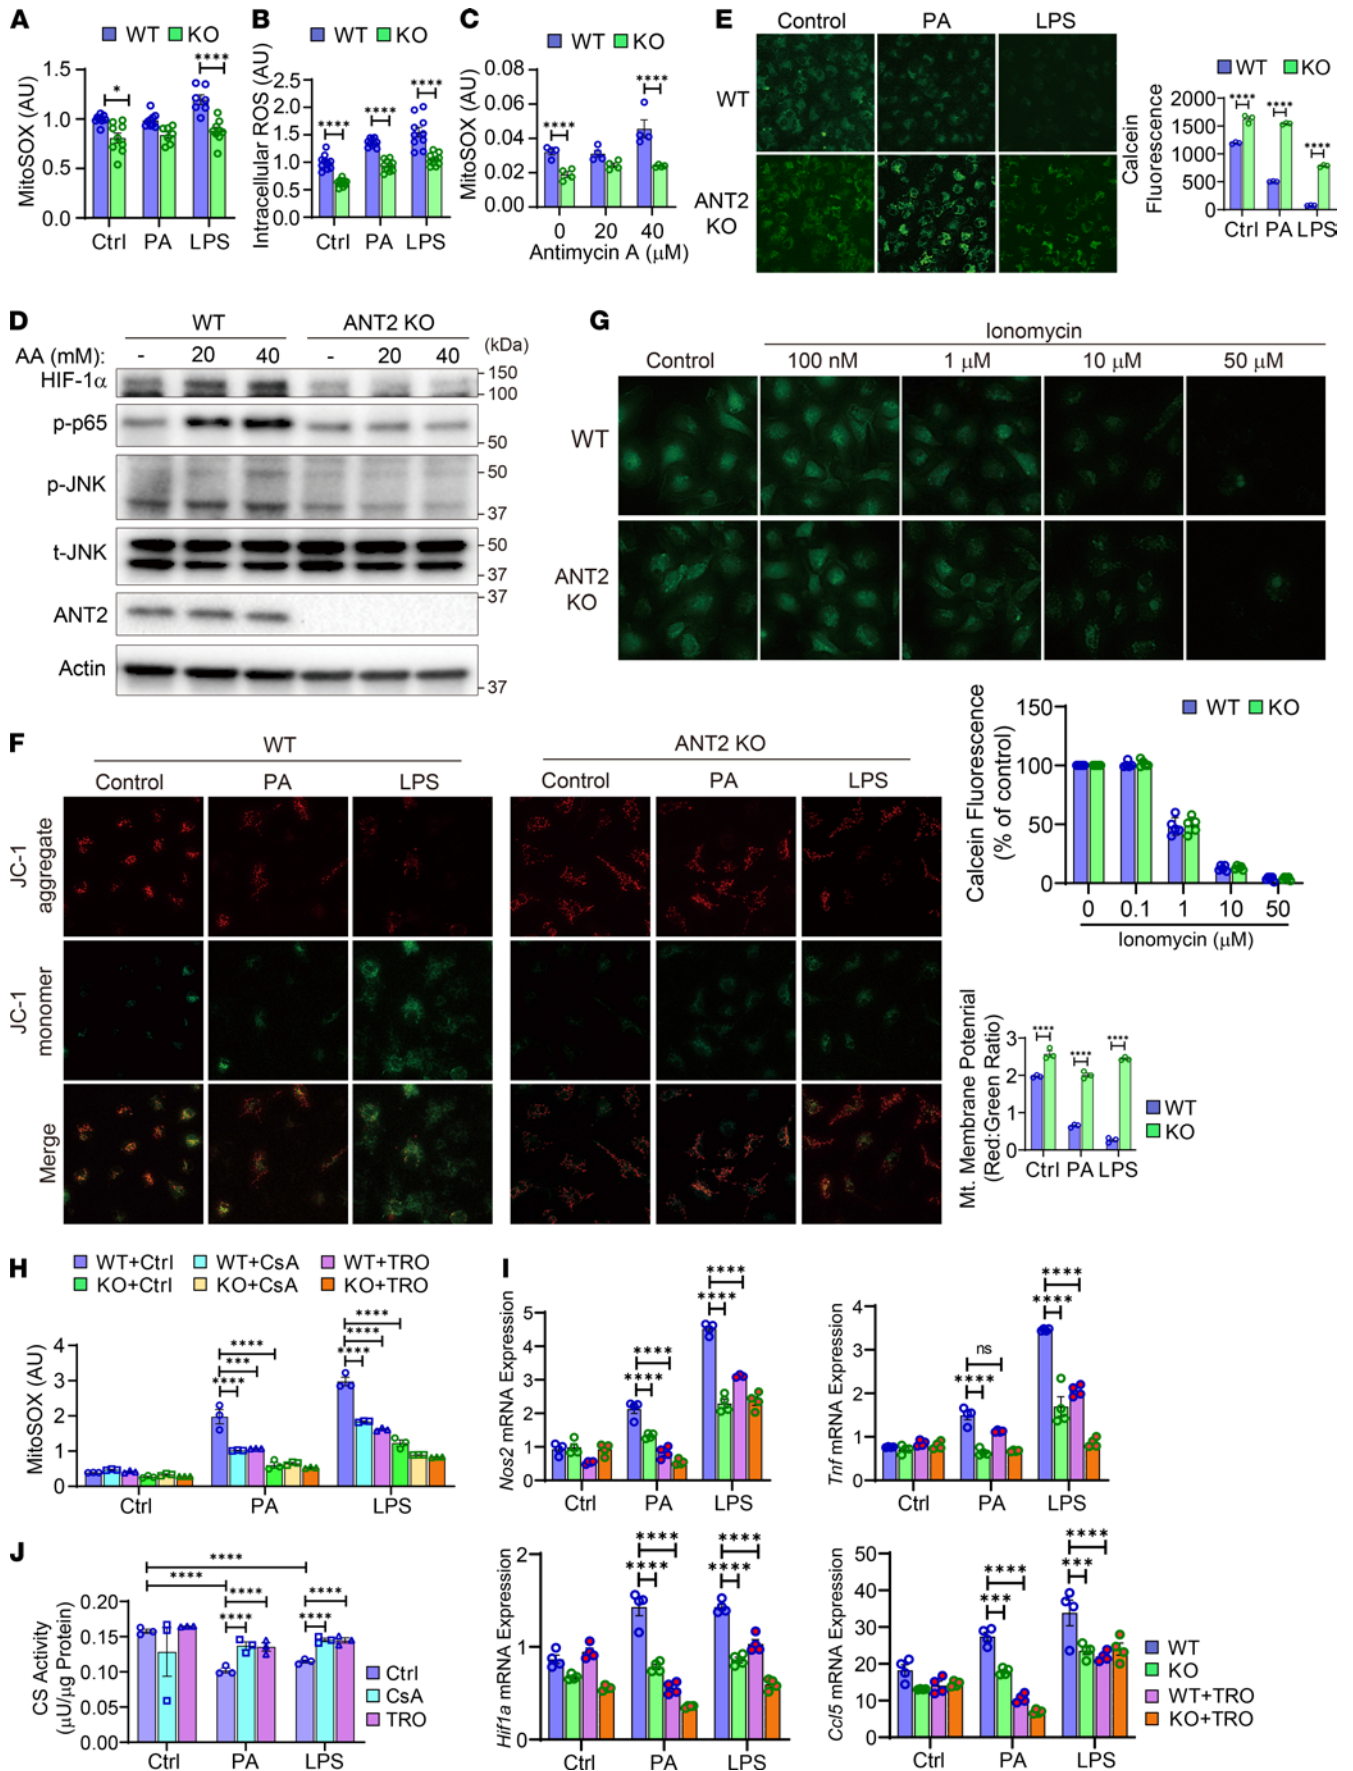 A
WT KO
MitoSOX (AU)
1.5
1.0
0.5
0.0
*
****
Ctrl PA LPS
B
WT KO
Intracellular ROS (AU)
2.5
2.0
1.5
1.0
0.5
0.0
****
****
****
Ctrl PA LPS
C
WT KO
MitoSOX (AU)
0.08
0.06
0.04
0.02
0.00
****
****
0 20 40
Antimycin A (μM)
E
Control PA LPS
WT
ANT2
KO
WT KO
Calcein
Fluorescence
2000
1500
1000
500
0
****
****
****
Ctrl PA LPS
D
WT ANT2 KO
AA (mM): - 20 40 - 20 40 (kDa)
HIF-1α 150
100
p-p65
50
p-JNK 50
37
t-JNK 50
37
ANT2 37
Actin
37
G
Ionomycin
Control 100 nM 1 μM 10 μM 50 μM
WT
ANT2
KO
WT KO
Calcein Fluorescence
(% of control)
150
100
50
0
0 0.1 1 10 50
Ionomycin (μM)
F
WT ANT2 KO
Control PA LPS Control PA LPS
JC-1
aggregate
JC-1
monomer
Merge
Mt. Membrane Potenrial
(Red:Green Ratio)
3
2
1
0
****
****
****
Ctrl PA LPS
WT
KO
H
WT+Ctrl WT+CsA WT+TRO
KO+Ctrl KO+CsA KO+TRO
MitoSOX (AU)
4
3
2
1
0
****
***
****
****
****
****
Ctrl PA LPS
I
Nos2 mRNA Expression
5
4
3
2
1
0
****
****
****
****
Ctrl PA LPS
Tnf mRNA Expression
4
3
2
1
0
ns
****
****
****
Ctrl PA LPS
Hif1a mRNA Expression
2
1
0
****
****
****
****
Ctrl PA LPS
Ccl5 mRNA Expression
50
40
30
20
10
0
****
***
****
***
Ctrl PA LPS
WT
KO
WT+TRO
KO+TRO
J
CS Activity
(μU/μg Protein)
0.20
0.15
0.10
0.05
0.00
****
****
****
****
****
****
Ctrl PA LPS
Ctrl
CsA
TRO